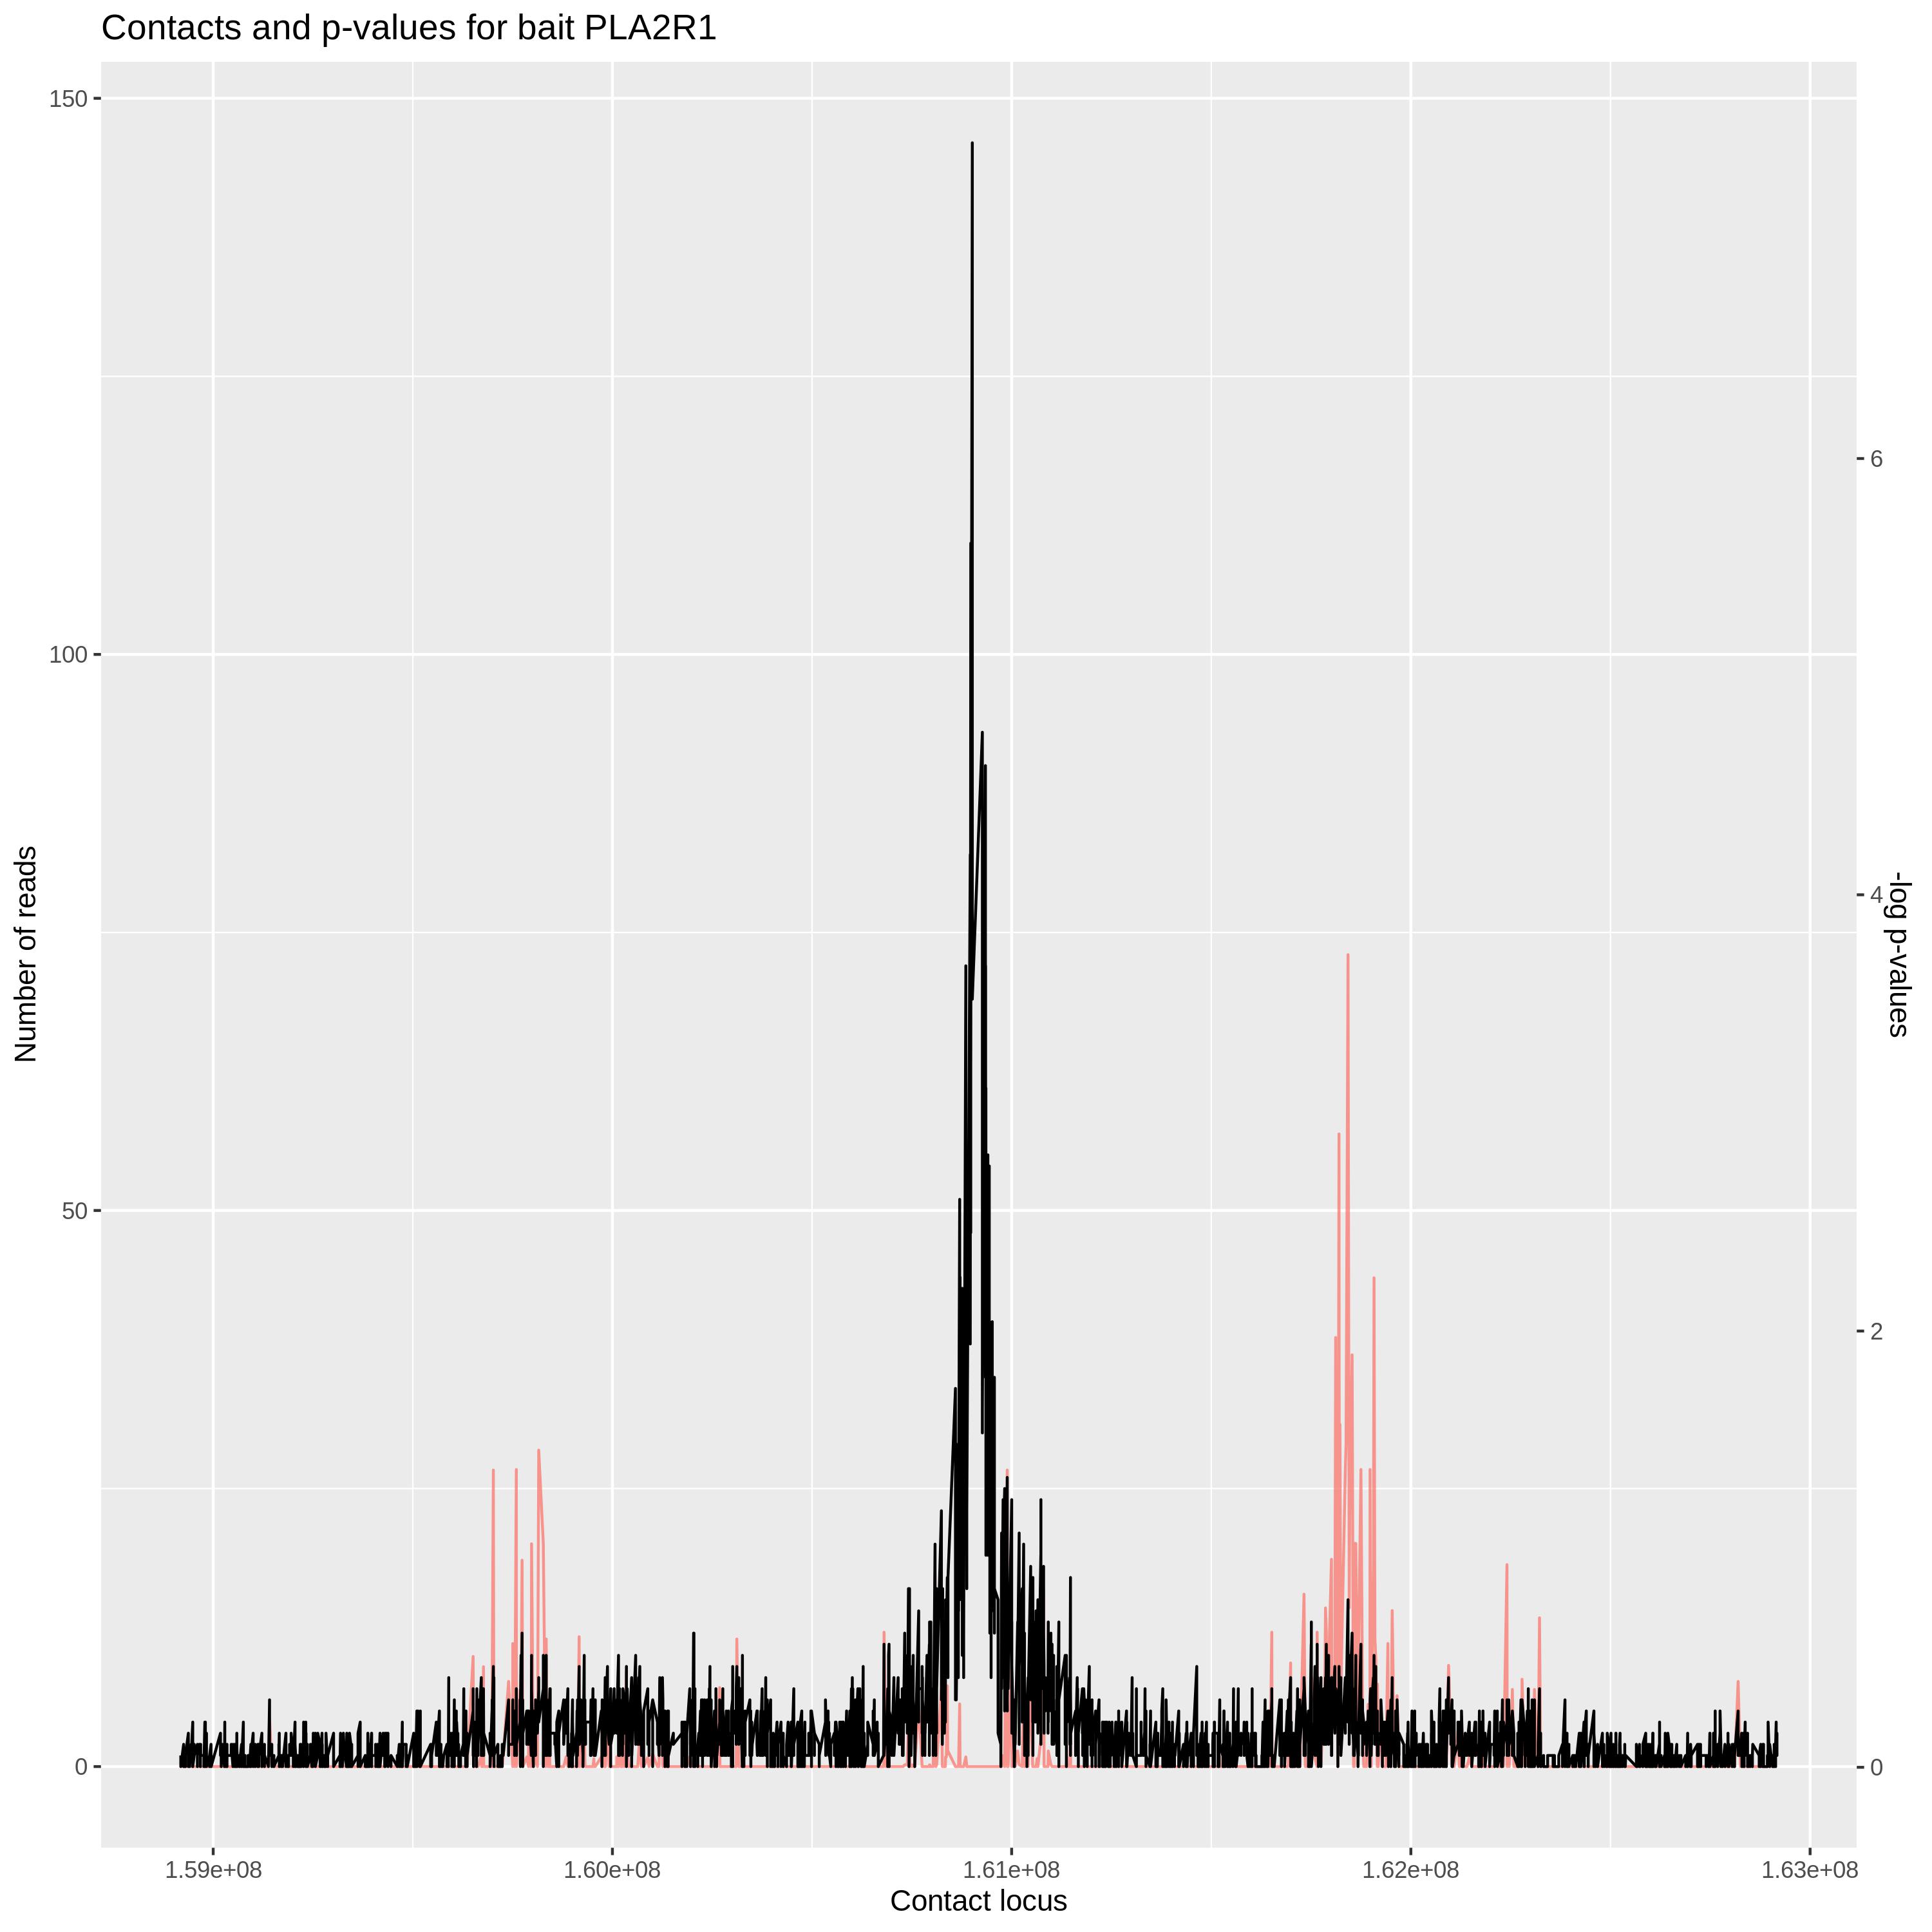 Contacts and p-values for bait PLA2R1
150
100
50
0
Number of reads
6
4
2
0
-log p-values
1.59e+08 1.60e+08 1.61e+08 1.62e+08 1.63e+08
Contact locus